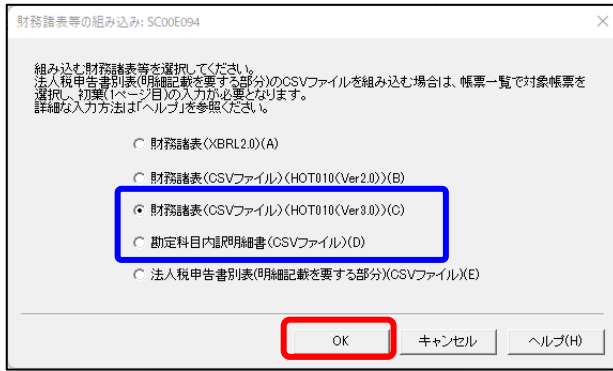 財務諸表等の組み込み: SC00E094
組み込む財務諸表等を選択してください。
法人税申告書別表(明細記載を要する部分)のCSVファイルを組み込む場合は、帳票一覧で対象帳票を
選択し、初葉(1ページ目)の入力が必要となります。
詳細な入力方法は「ヘルプ」を参照ください。
財務諸表(XBRL2.0)(A)
財務諸表(CSVファイル)(HOT010(Ver2.0))(B)
財務諸表(CSVファイル)(HOT010(Ver3.0))(C)
勘定科目内訳明細書(CSVファイル)(D)
法人税申告書別表(明細記載を要する部分)(CSVファイル)(E)
OK キャンセル ヘルプ(H)